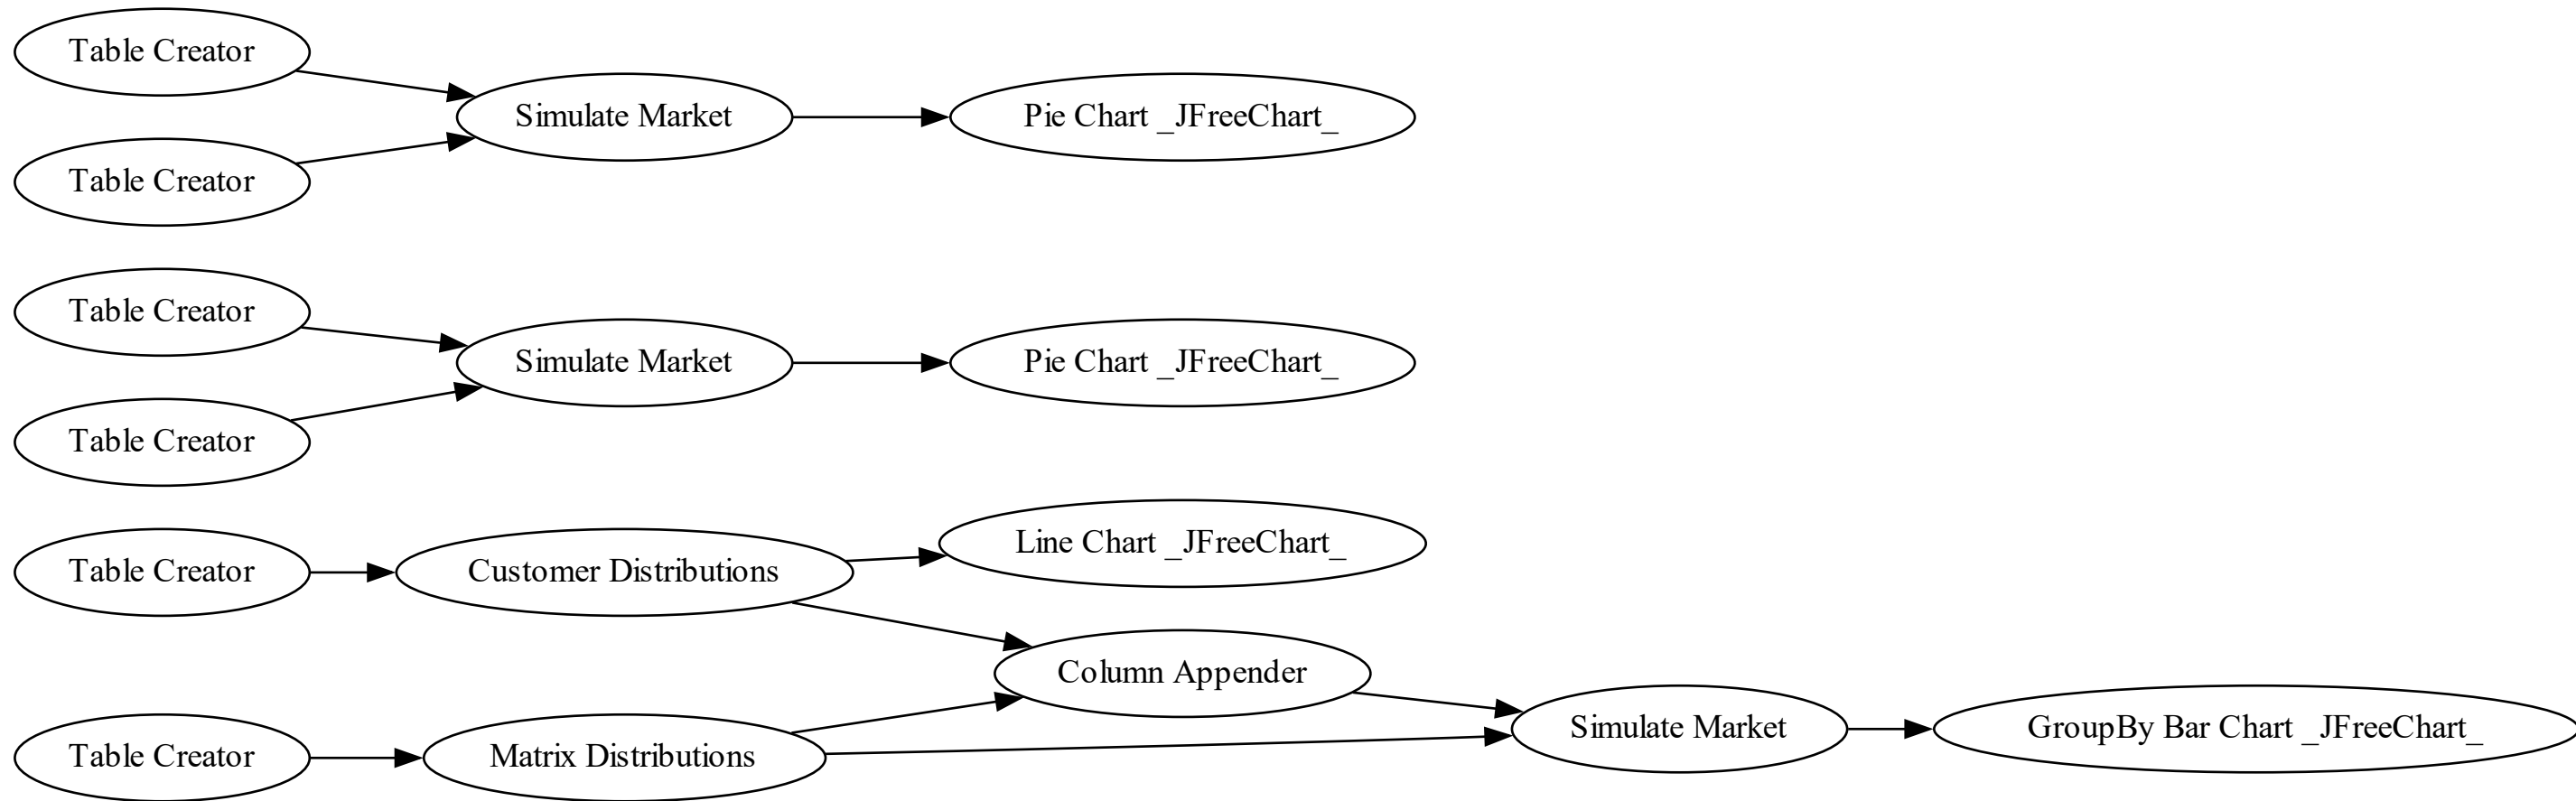 Table Creator
Simulate Market
Pie Chart _JFreeChart_
Table Creator
Table Creator
Simulate Market
Pie Chart _JFreeChart_
Table Creator
Line Chart _JFreeChart_
Table Creator
Customer Distributions
Column Appender
Simulate Market
GroupBy Bar Chart _JFreeChart_
Table Creator
Matrix Distributions